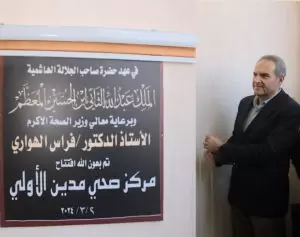 في عهد حضرة صاحب الجلالة الهاشمية
الملك عبدالله الثاني ابن الحسين المعظم
وبرعاية معالي وزير الصحة الأكرم
الأستاذ الدكتور/فراس الهواري
تم بعون الله افتتاح
مركز صحي مدين الأولي
٢٠٢٤/٣/٢